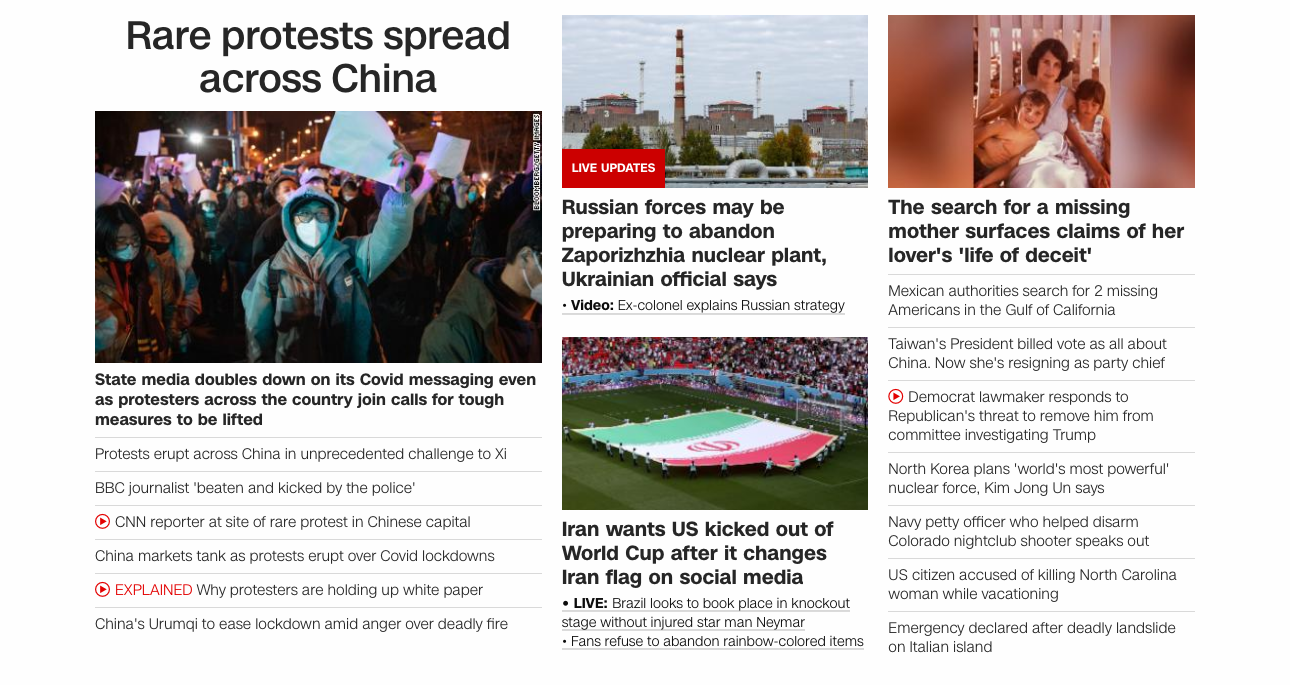 Rare protests spread
across China
BLOOMBERG/GETTY IMAGES
State media doubles down on its Covid messaging even
as protesters across the country join calls for tough
measures to be lifted
Protests erupt across China in unprecedented challenge to Xi
BBC journalist 'beaten and kicked by the police'
CNN reporter at site of rare protest in Chinese capital
China markets tank as protests erupt over Covid lockdowns
EXPLAINED Why protesters are holding up white paper
China's Urumqi to ease lockdown amid anger over deadly fire
LIVE UPDATES
Russian forces may be
preparing to abandon
Zaporizhzhia nuclear plant,
Ukrainian official says
• Video: Ex-colonel explains Russian strategy
Iran wants US kicked out of
World Cup after it changes
Iran flag on social media
• LIVE: Brazil looks to book place in knockout
stage without injured star man Neymar
• Fans refuse to abandon rainbow-colored items
The search for a missing
mother surfaces claims of her
lover's 'life of deceit'
Mexican authorities search for 2 missing
Americans in the Gulf of California
Taiwan's President billed vote as all about
China. Now she's resigning as party chief
Democrat lawmaker responds to
Republican's threat to remove him from
committee investigating Trump
North Korea plans 'world's most powerful'
nuclear force, Kim Jong Un says
Navy petty officer who helped disarm
Colorado nightclub shooter speaks out
US citizen accused of killing North Carolina
woman while vacationing
Emergency declared after deadly landslide
on Italian island